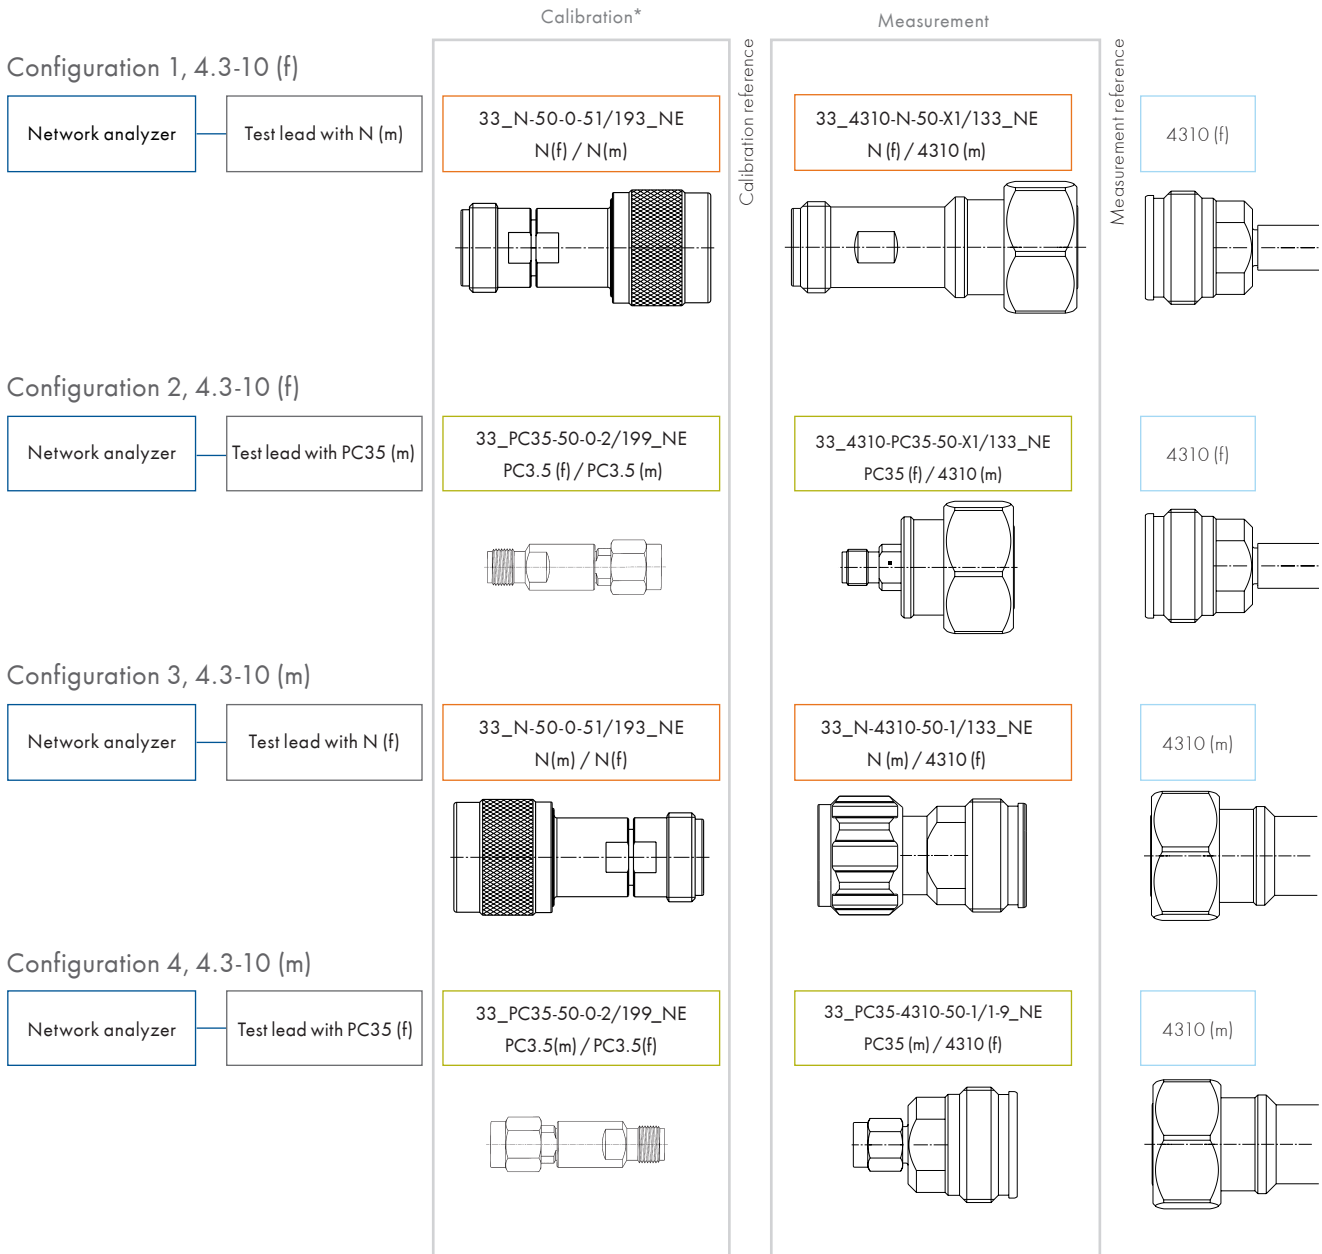 Calibration*
Measurement
Calibration reference
Measurement reference
Configuration 1, 4.3-10 (f)
Network analyzer
Test lead with N (m)
33_N-50-0-51/193_NE
N(f) / N(m)
33_4310-N-50-X1/133_NE
N (f) / 4310 (m)
4310 (f)
Configuration 2, 4.3-10 (f)
Network analyzer
Test lead with PC35 (m)
33_PC35-50-0-2/199_NE
PC3.5 (f) / PC3.5 (m)
33_4310-PC35-50-X1/133_NE
PC35 (f) / 4310 (m)
4310 (f)
Configuration 3, 4.3-10 (m)
Network analyzer
Test lead with N (f)
33_N-50-0-51/193_NE
N(m) / N(f)
33_N-4310-50-1/133_NE
N (m) / 4310 (f)
4310 (m)
Configuration 4, 4.3-10 (m)
Network analyzer
Test lead with PC35 (f)
33_PC35-50-0-2/199_NE
PC3.5(m) / PC3.5(f)
33_PC35-4310-50-1/1-9_NE
PC35 (m) / 4310 (f)
4310 (m)